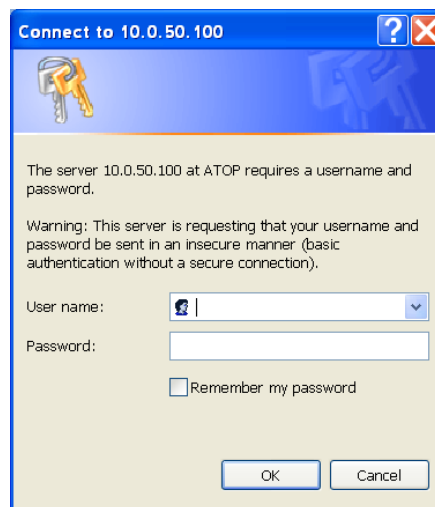 Connect to 10.0.50.100
The server 10.0.50.100 at ATOP requires a username and
password.
Warning: This server is requesting that your username and
password be sent in an insecure manner (basic
authentication without a secure connection).
User name:
Password:
Remember my password
OK Cancel